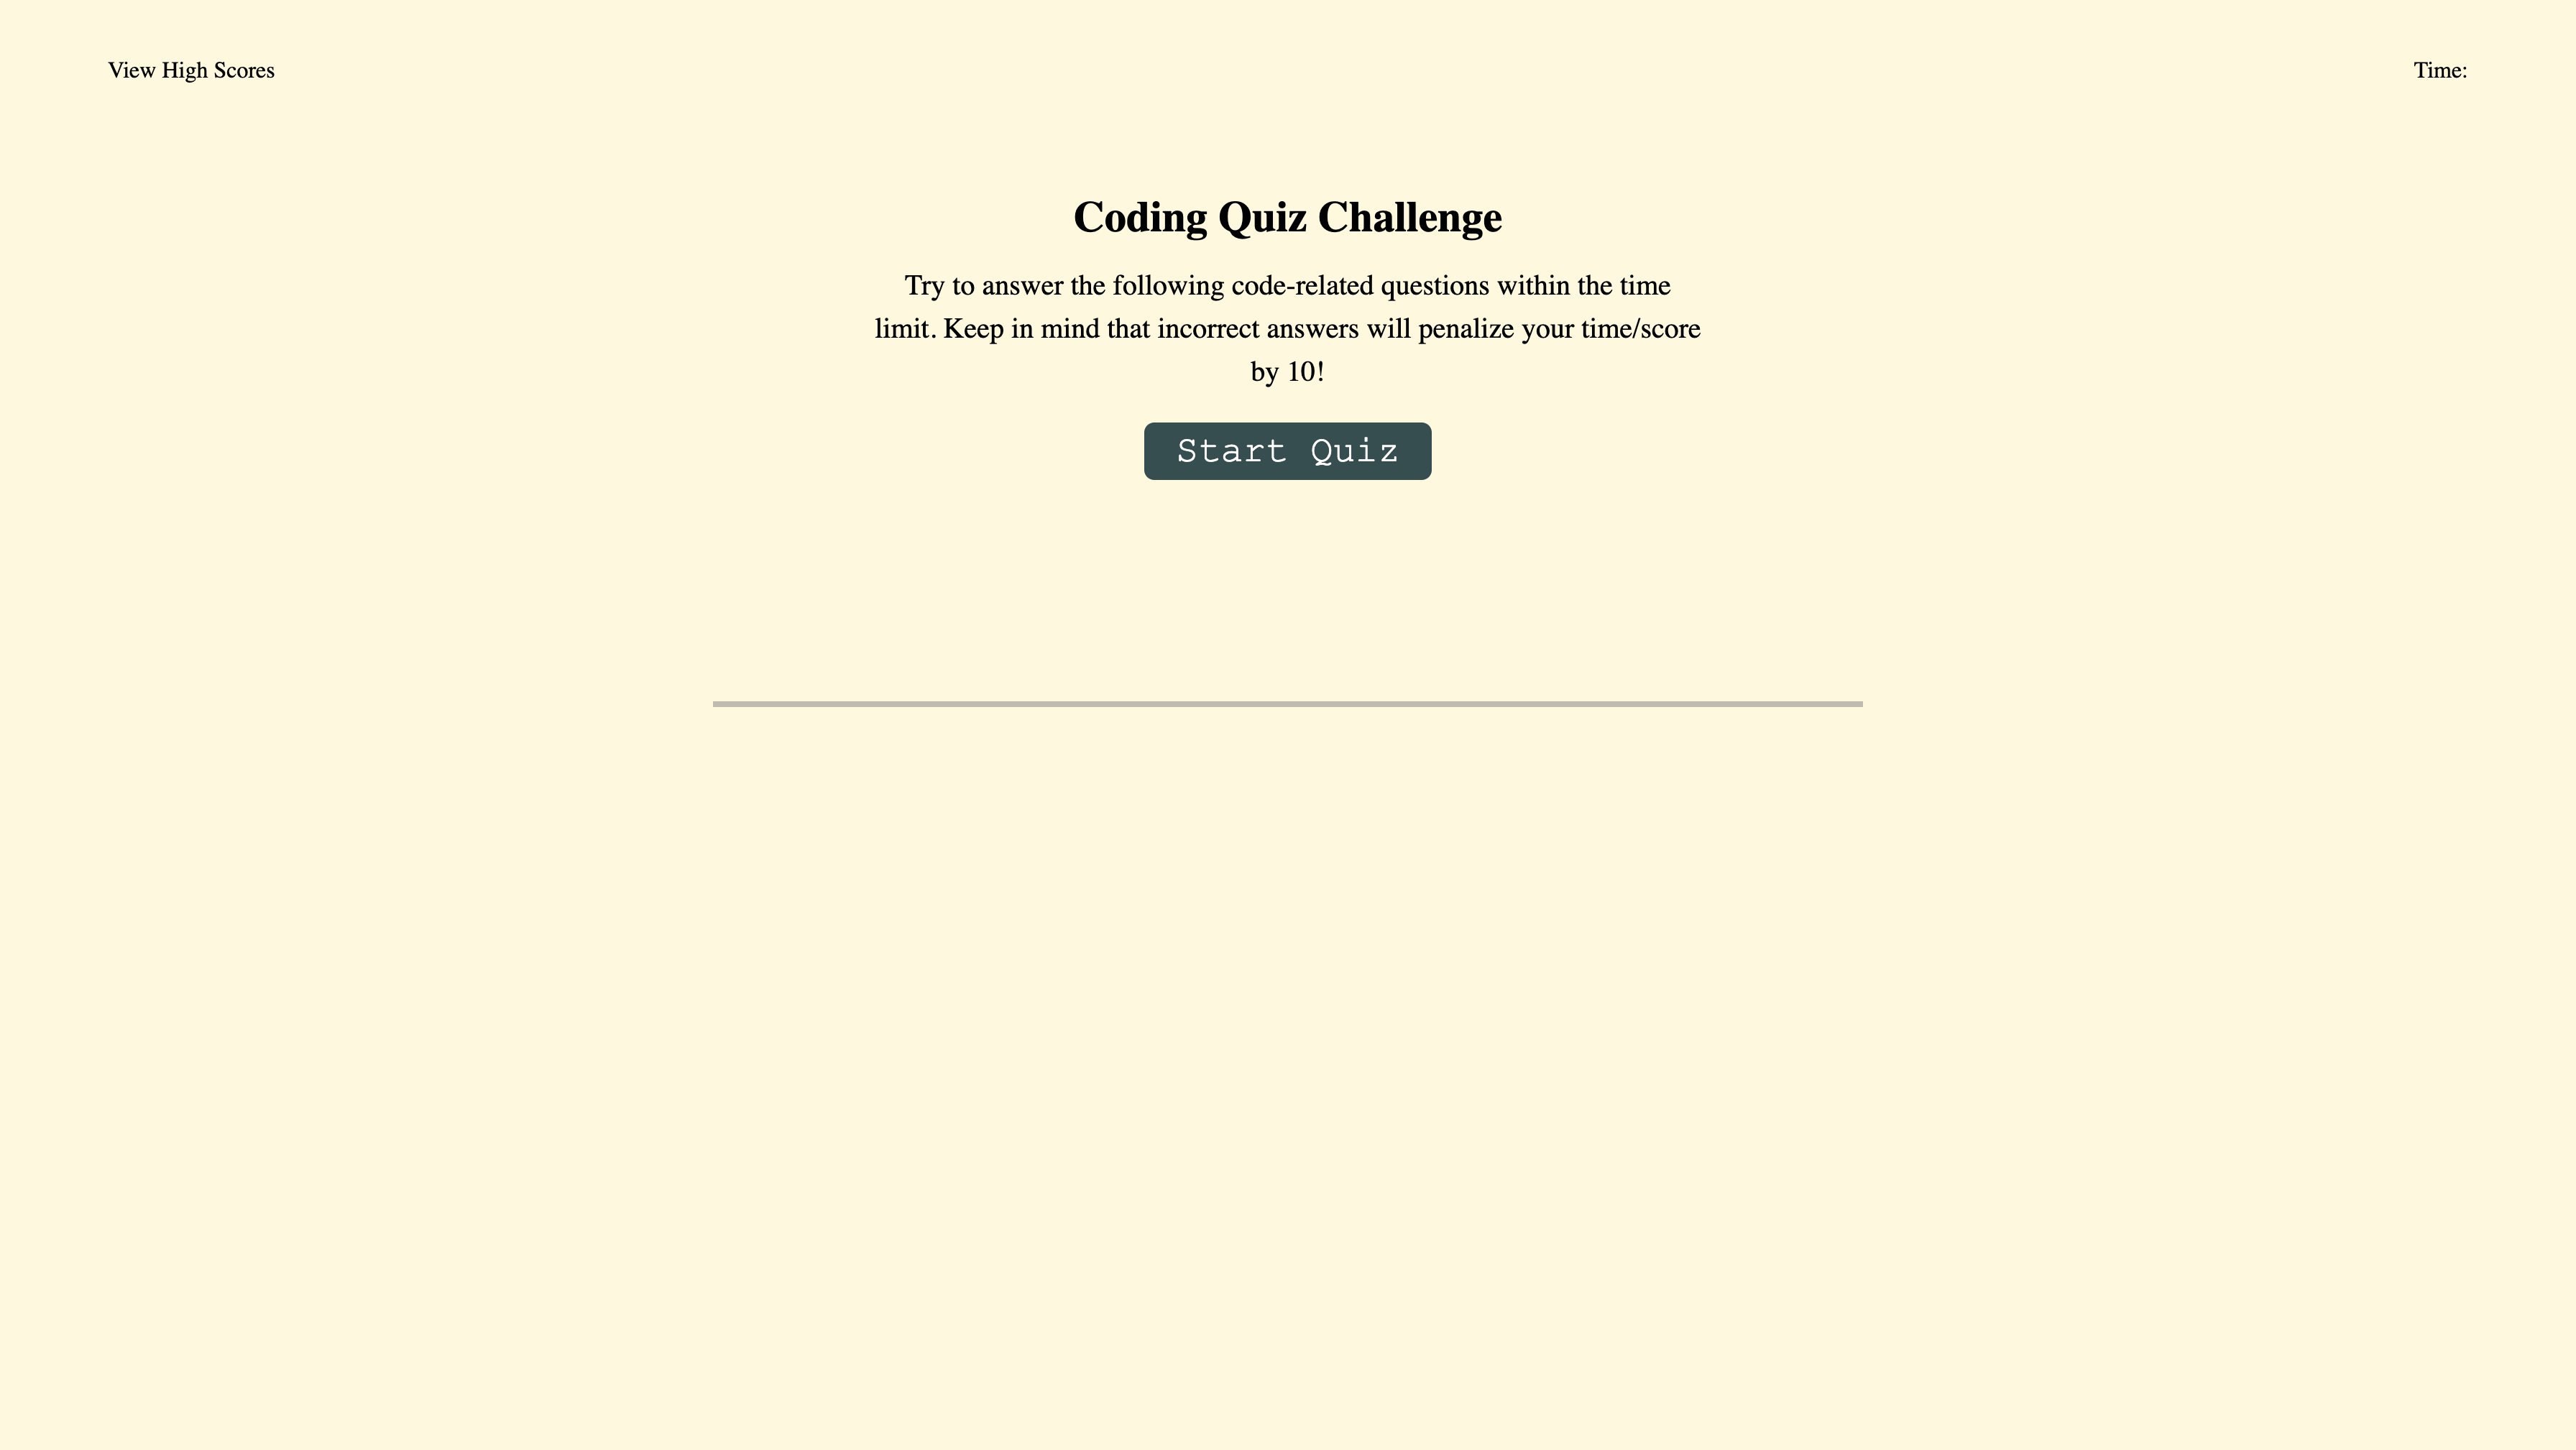 View High Scores
Time:
Coding Quiz Challenge
Try to answer the following code-related questions within the time
limit. Keep in mind that incorrect answers will penalize your time/score
by 10!
Start Quiz